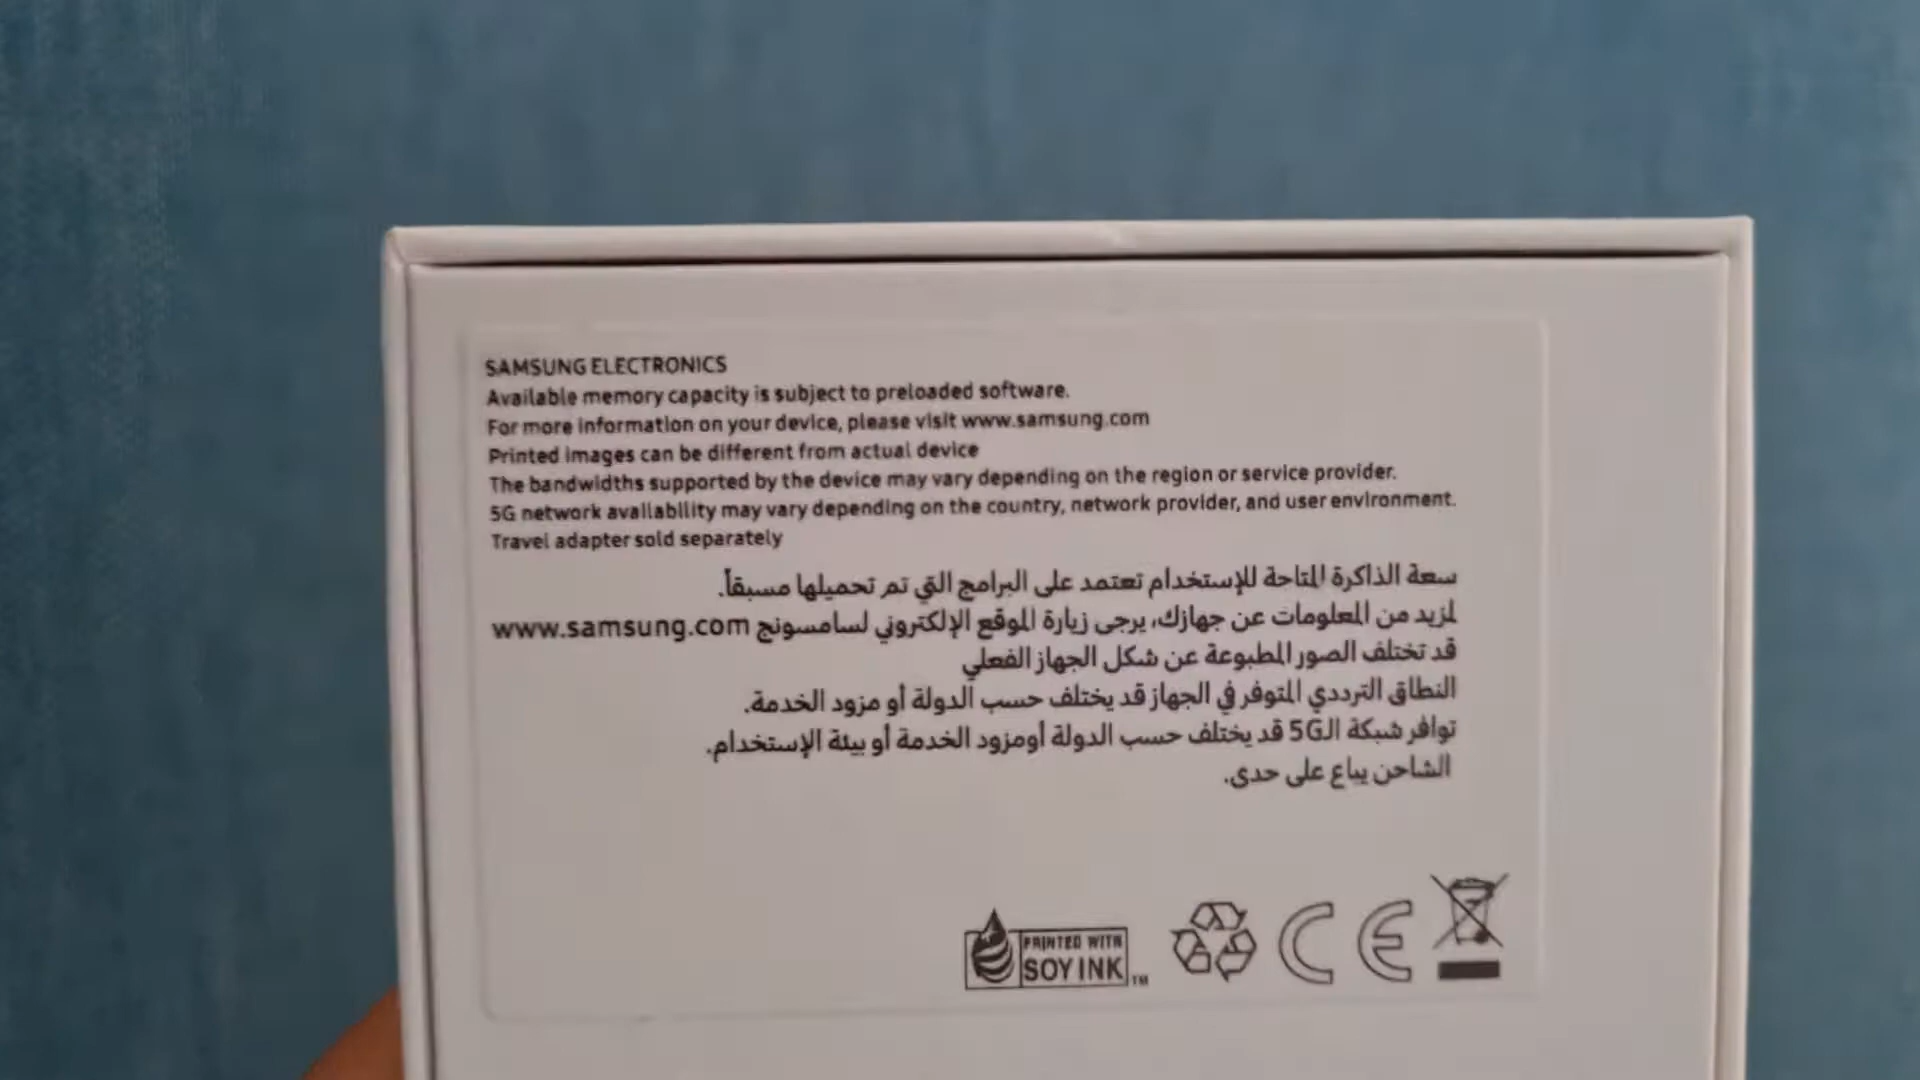 SAMSUNG ELECTRONICS
Available memory capacity is subject to preloaded software.
For more information on your device, please visit www.samsung.com
Printed images can be different from actual device
The bandwidths supported by the device may vary depending on the region or service provider.
5G network availability may vary depending on the country, network provider, and user environment.
Travel adapter sold separately
سعة الذاكرة المتاحة للإستخدام تعتمد على البرامج التي تم تحميلها مسبقاً.
لمزيد من المعلومات عن جهازك، يرجى زيارة الموقع الإلكتروني لسامسونج www.samsung.com
قد تختلف الصور المطبوعة عن شكل الجهاز الفعلي
النطاق الترددي المتوفر في الجهاز قد يختلف حسب الدولة أو مزود الخدمة.
توافر شبكة الـ5G قد يختلف حسب الدولة أومزود الخدمة أو بيئة الإستخدام.
الشاحن يباع على حدى.
PRINTED WITH
SOY INK TM
CE